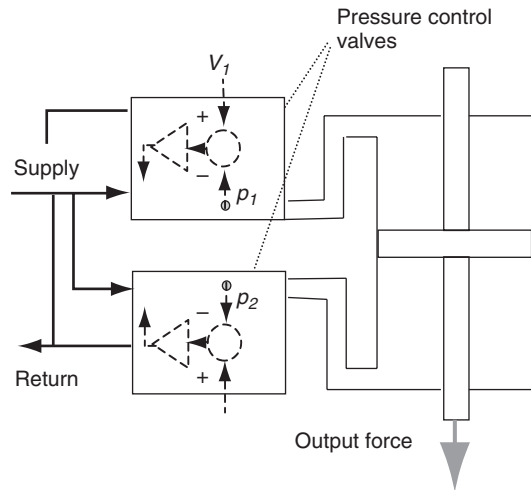 Pressure control
valves
V1
+
Supply
−
p1
p2
−
+
Return
Output force